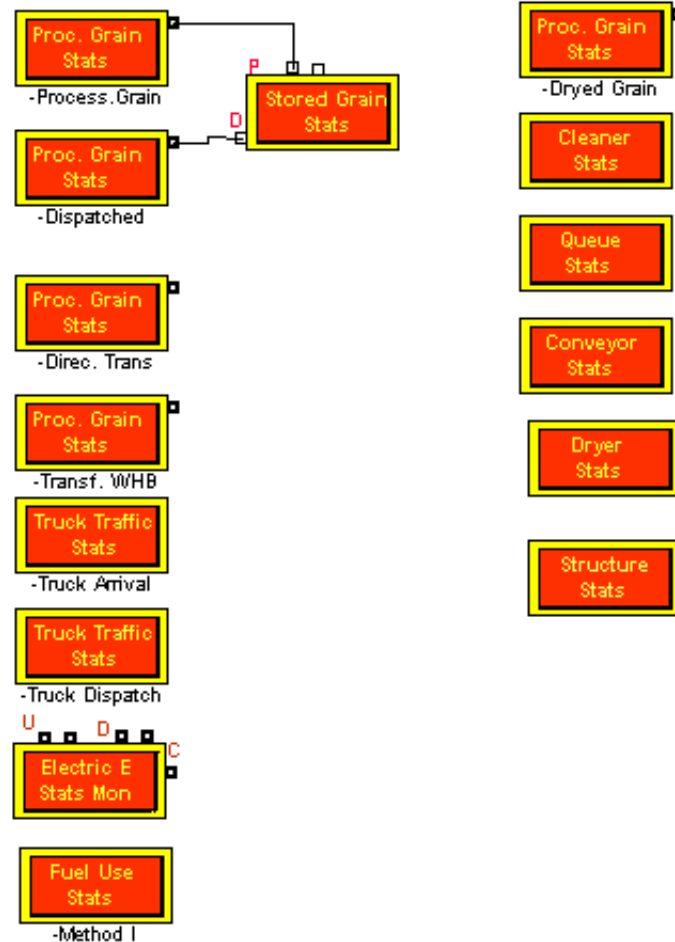 Proc. Grain
Stats
-Process.Grain
P
Stored Grain
Stats
D
Proc. Grain
Stats
-Dispatched
Proc. Grain
Stats
-Direc. Trans
Proc. Grain
Stats
-Transf. WHB
Truck Traffic
Stats
-Truck Arrival
Truck Traffic
Stats
-Truck Dispatch
U
D
C
Electric E
Stats Mon
Fuel Use
Stats
-Method I
Proc. Grain
Stats
-Dryed Grain
Cleaner
Stats
Queue
Stats
Conveyor
Stats
Dryer
Stats
Structure
Stats